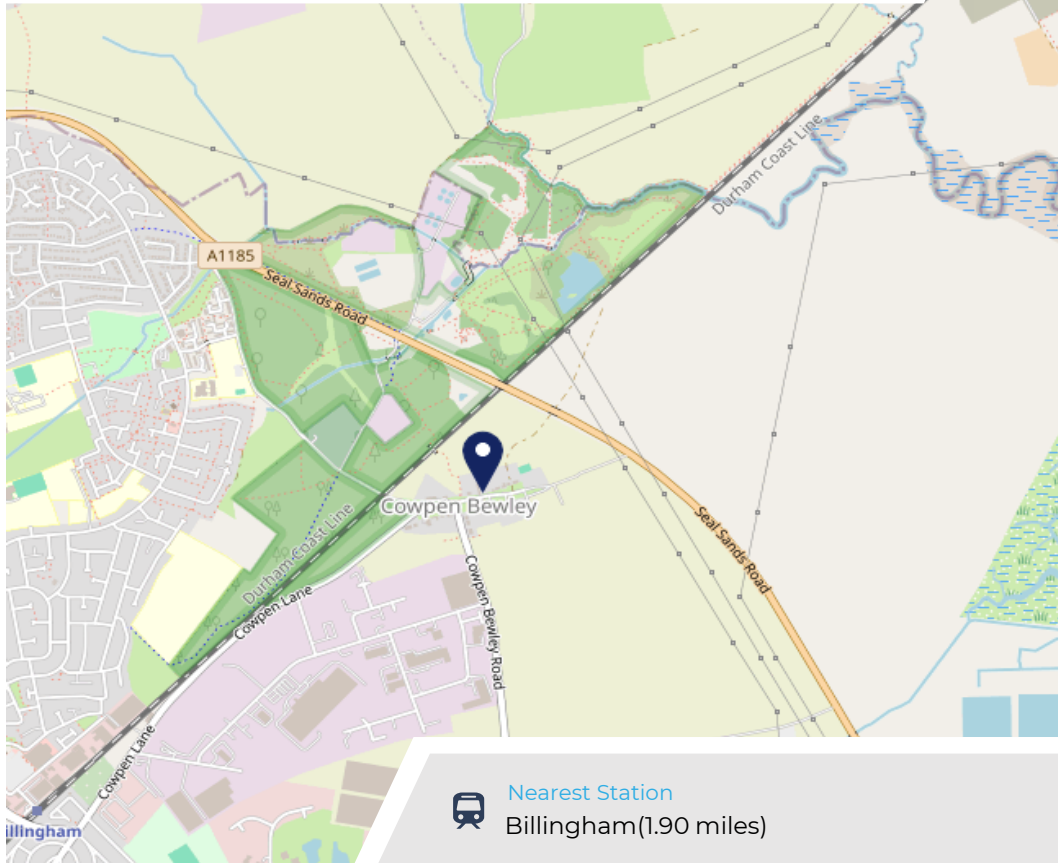 Durham Coast Line
A1185
Seal Sands Road
Cowpen Bewley
Seal Sands Road
Durham Coast Line
Cowpen Lane
Cowpen Bewley Road
Cowpen Lane
illingham
Nearest Station
Billingham(1.90 miles)